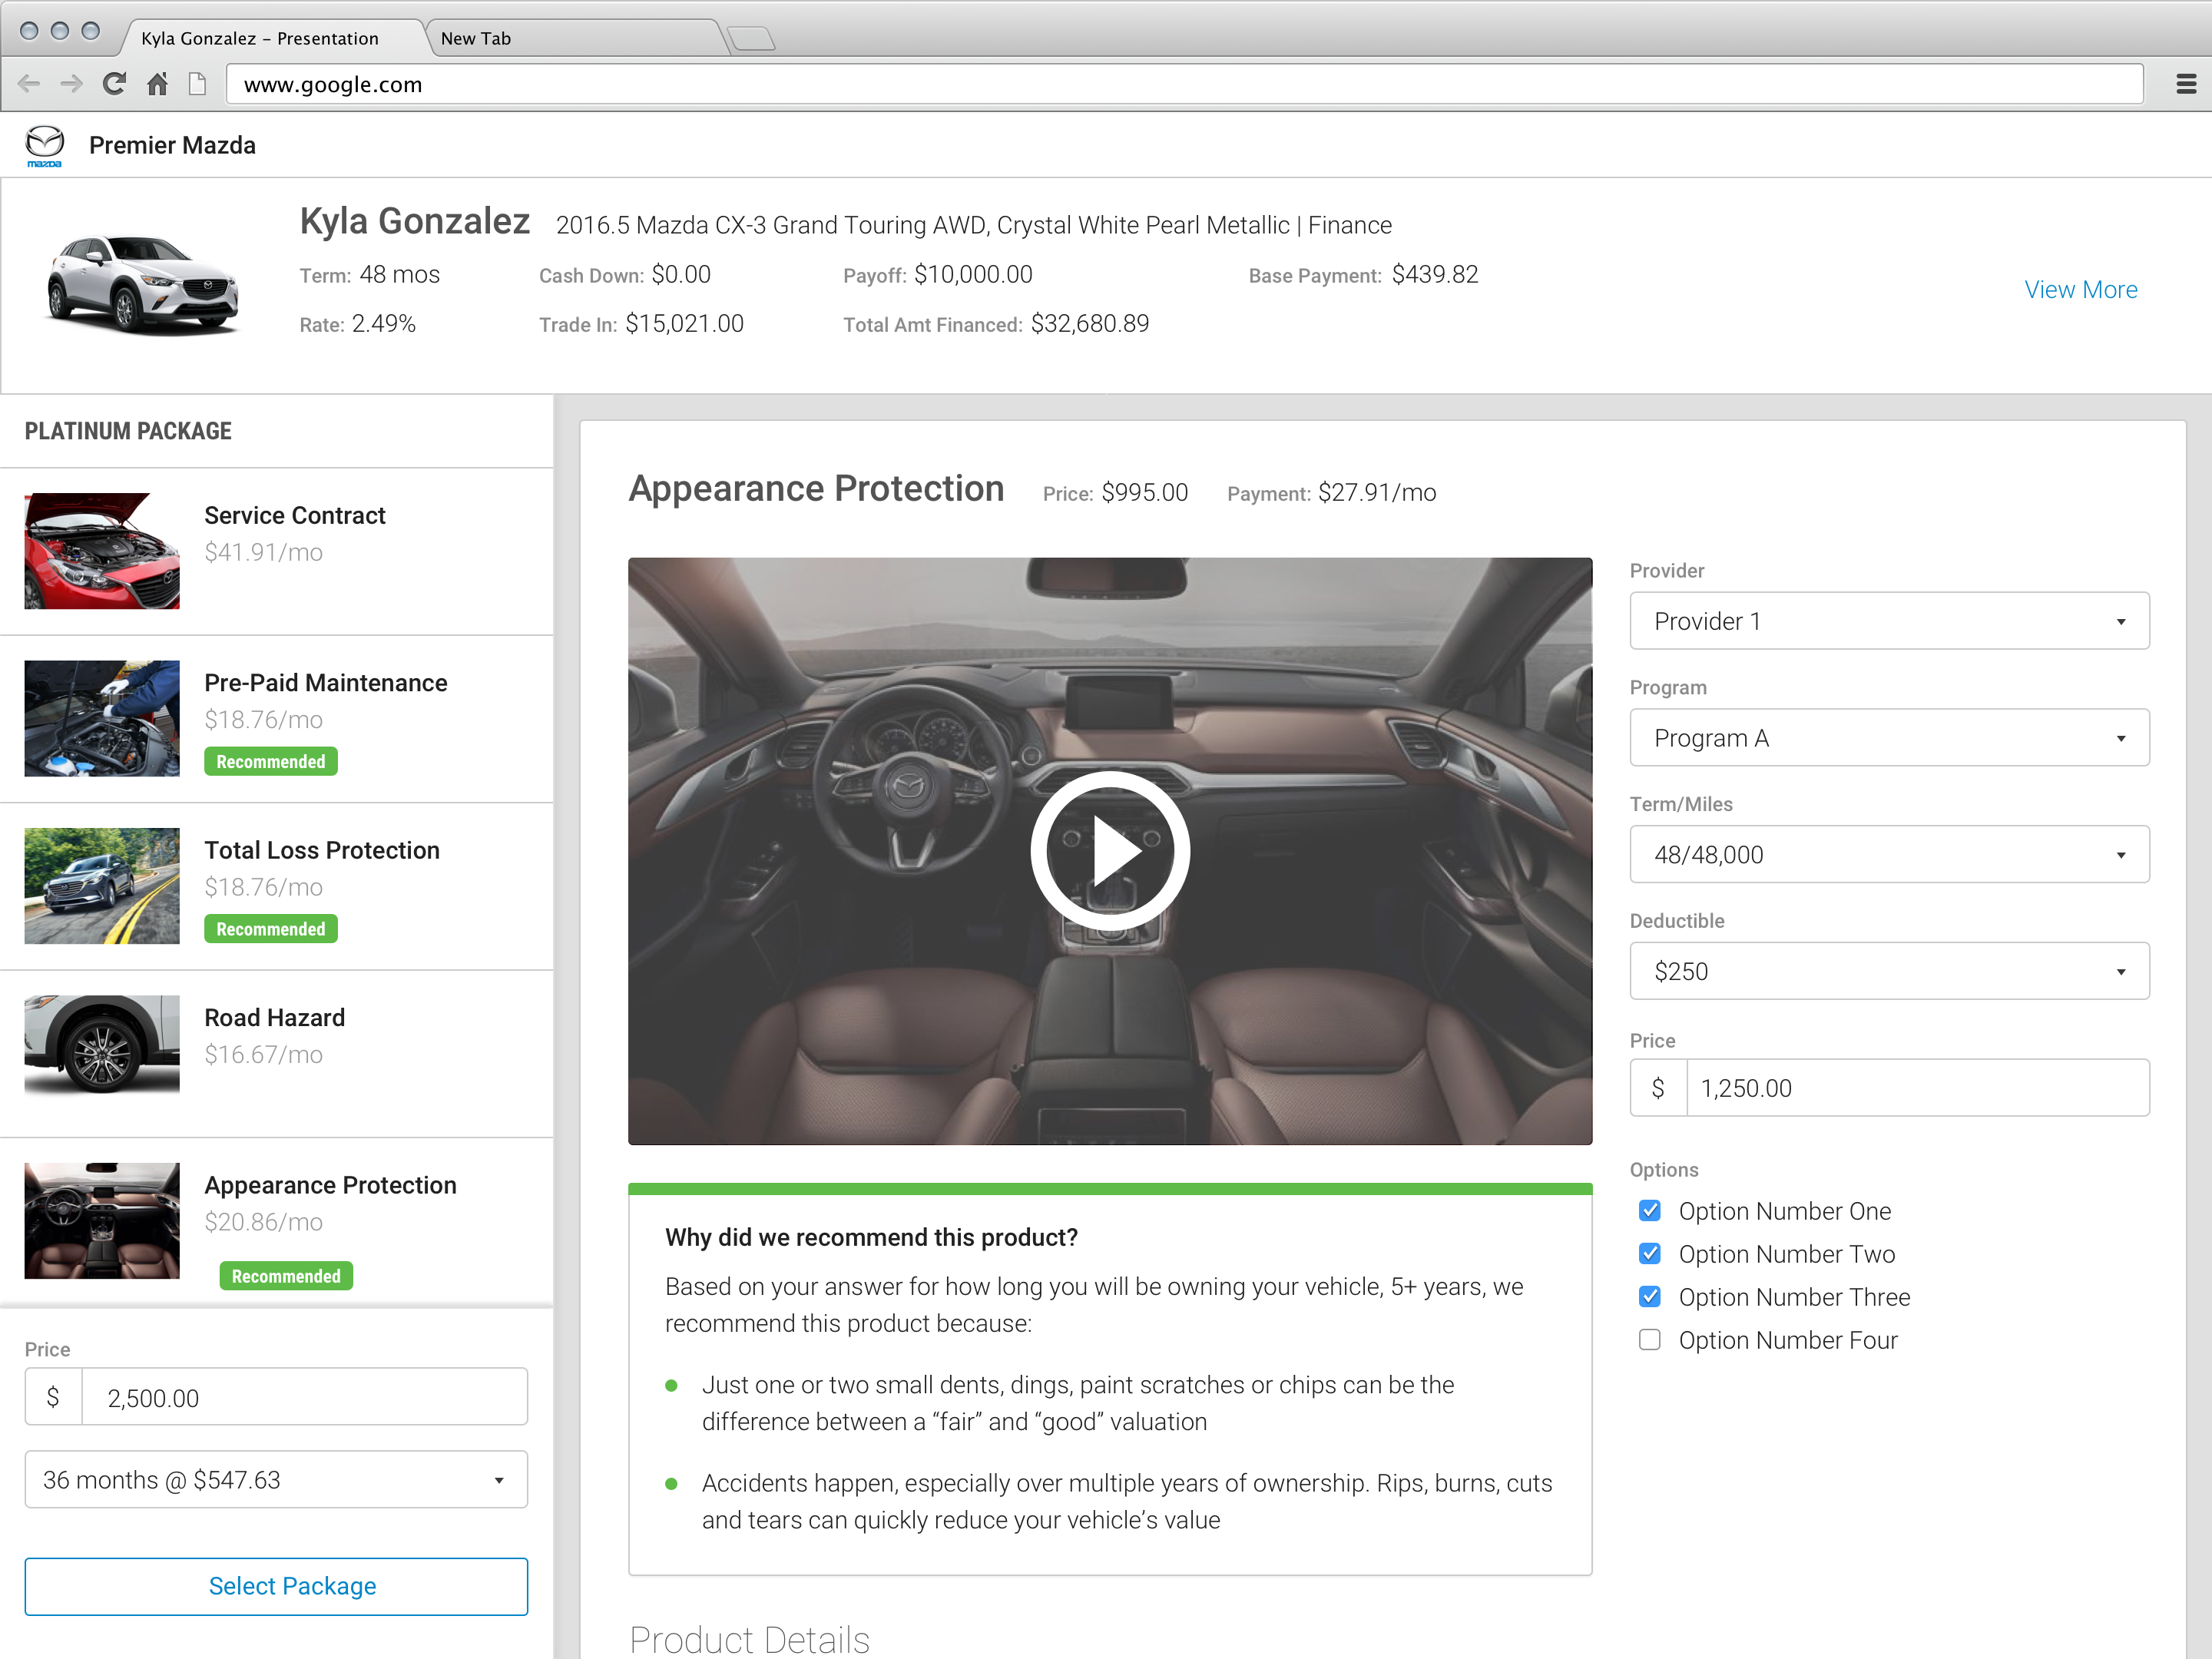 Kyla Gonzalez – Presentation
New Tab
www.google.com
mazda
Premier Mazda
Kyla Gonzalez 2016.5 Mazda CX-3 Grand Touring AWD, Crystal White Pearl Metallic | Finance
Term: 48 mos Cash Down: $0.00 Payoff: $10,000.00 Base Payment: $439.82
View More
Rate: 2.49% Trade In: $15,021.00 Total Amt Financed: $32,680.89
PLATINUM PACKAGE
Service Contract
$41.91/mo
Pre-Paid Maintenance
$18.76/mo
Recommended
Total Loss Protection
$18.76/mo
Recommended
Road Hazard
$16.67/mo
Appearance Protection
$20.86/mo
Recommended
Price
$ 2,500.00
36 months @ $547.63
Select Package
Appearance Protection Price: $995.00 Payment: $27.91/mo
Why did we recommend this product?
Based on your answer for how long you will be owning your vehicle, 5+ years, we
recommend this product because:
Just one or two small dents, dings, paint scratches or chips can be the
difference between a “fair” and “good” valuation
Accidents happen, especially over multiple years of ownership. Rips, burns, cuts
and tears can quickly reduce your vehicle’s value
Product Details
Provider
Provider 1
Program
Program A
Term/Miles
48/48,000
Deductible
$250
Price
$ 1,250.00
Options
Option Number One
Option Number Two
Option Number Three
Option Number Four